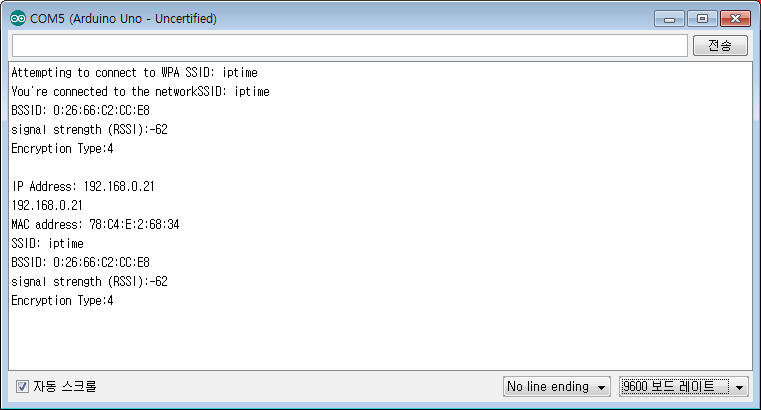 COM5 (Arduino Uno - Uncertified)
전송
Attempting to connect to WPA SSID: iptime
You're connected to the networkSSID: iptime
BSSID: 0:26:66:C2:CC:E8
signal strength (RSSI):-62
Encryption Type:4
IP Address: 192.168.0.21
192.168.0.21
MAC address: 78:C4:E:2:68:34
SSID: iptime
BSSID: 0:26:66:C2:CC:E8
signal strength (RSSI):-62
Encryption Type:4
자동 스크롤 No line ending 9600 보드 레이트